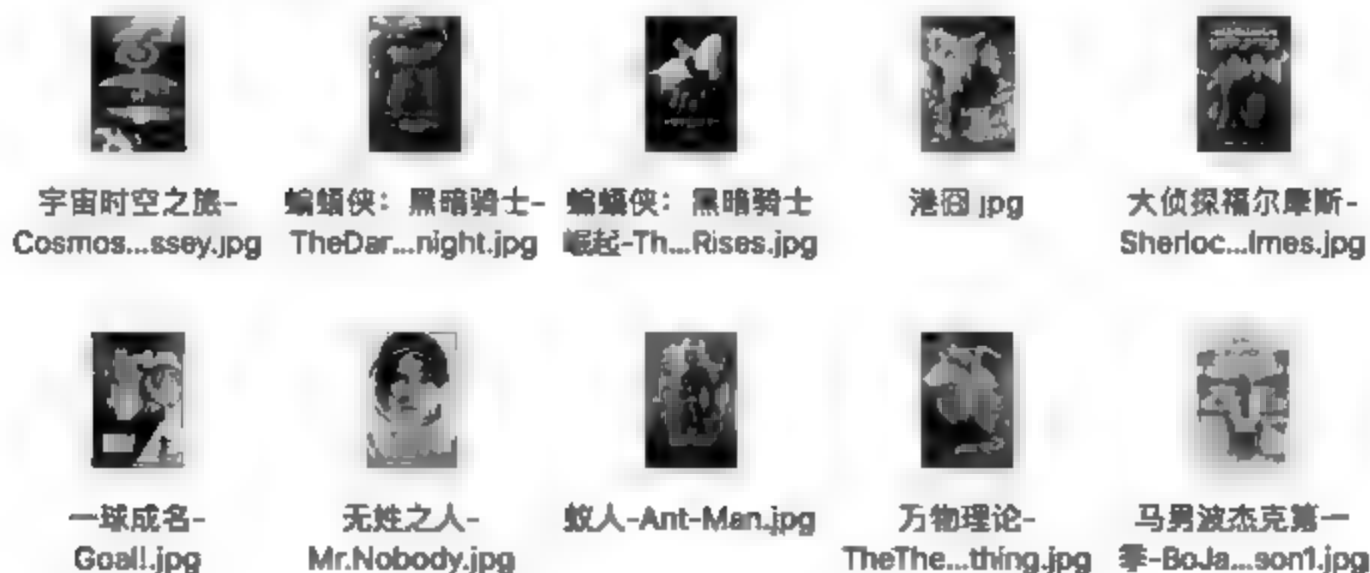 宇宙时空之旅-
Cosmos...ssey.jpg
蝙蝠侠：黑暗骑士-
TheDar...night.jpg
蝙蝠侠：黑暗骑士
崛起-Th...Rises.jpg
港囧.jpg
大侦探福尔摩斯-
Sherloc...lmes.jpg
一球成名-
Goal!.jpg
无姓之人-
Mr.Nobody.jpg
蚁人-Ant-Man.jpg
万物理论-
TheThe...thing.jpg
马男波杰克第一
季-BoJa...son1.jpg